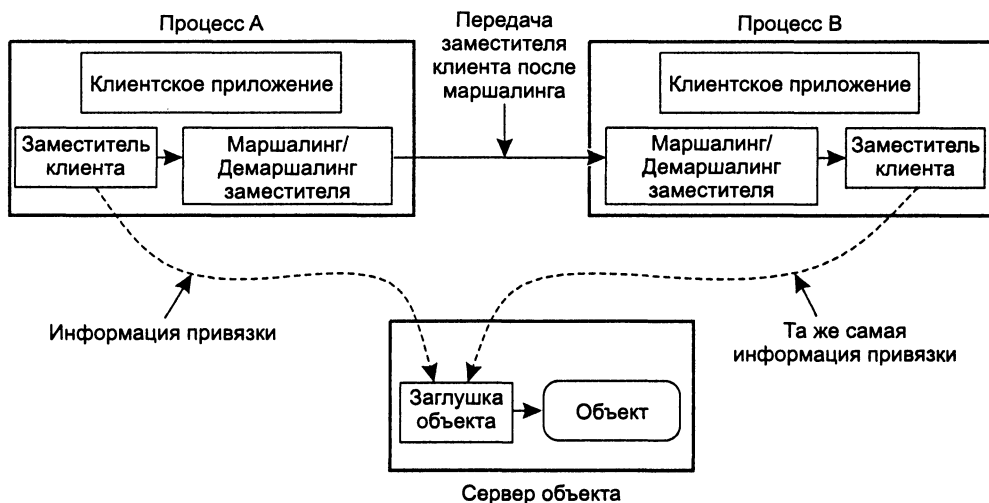 Процесс А
Передача
заместителя
клиента после
маршалинга
Процесс В
Клиентское приложение
Клиентское приложение
Заместитель
клиента
Маршалинг/
Демаршалинг
заместителя
Маршалинг/
Демаршалинг
заместителя
Заместитель
клиента
Информация привязки
Та же самая
информация привязки
Заглушка
объекта
Объект
Сервер объекта